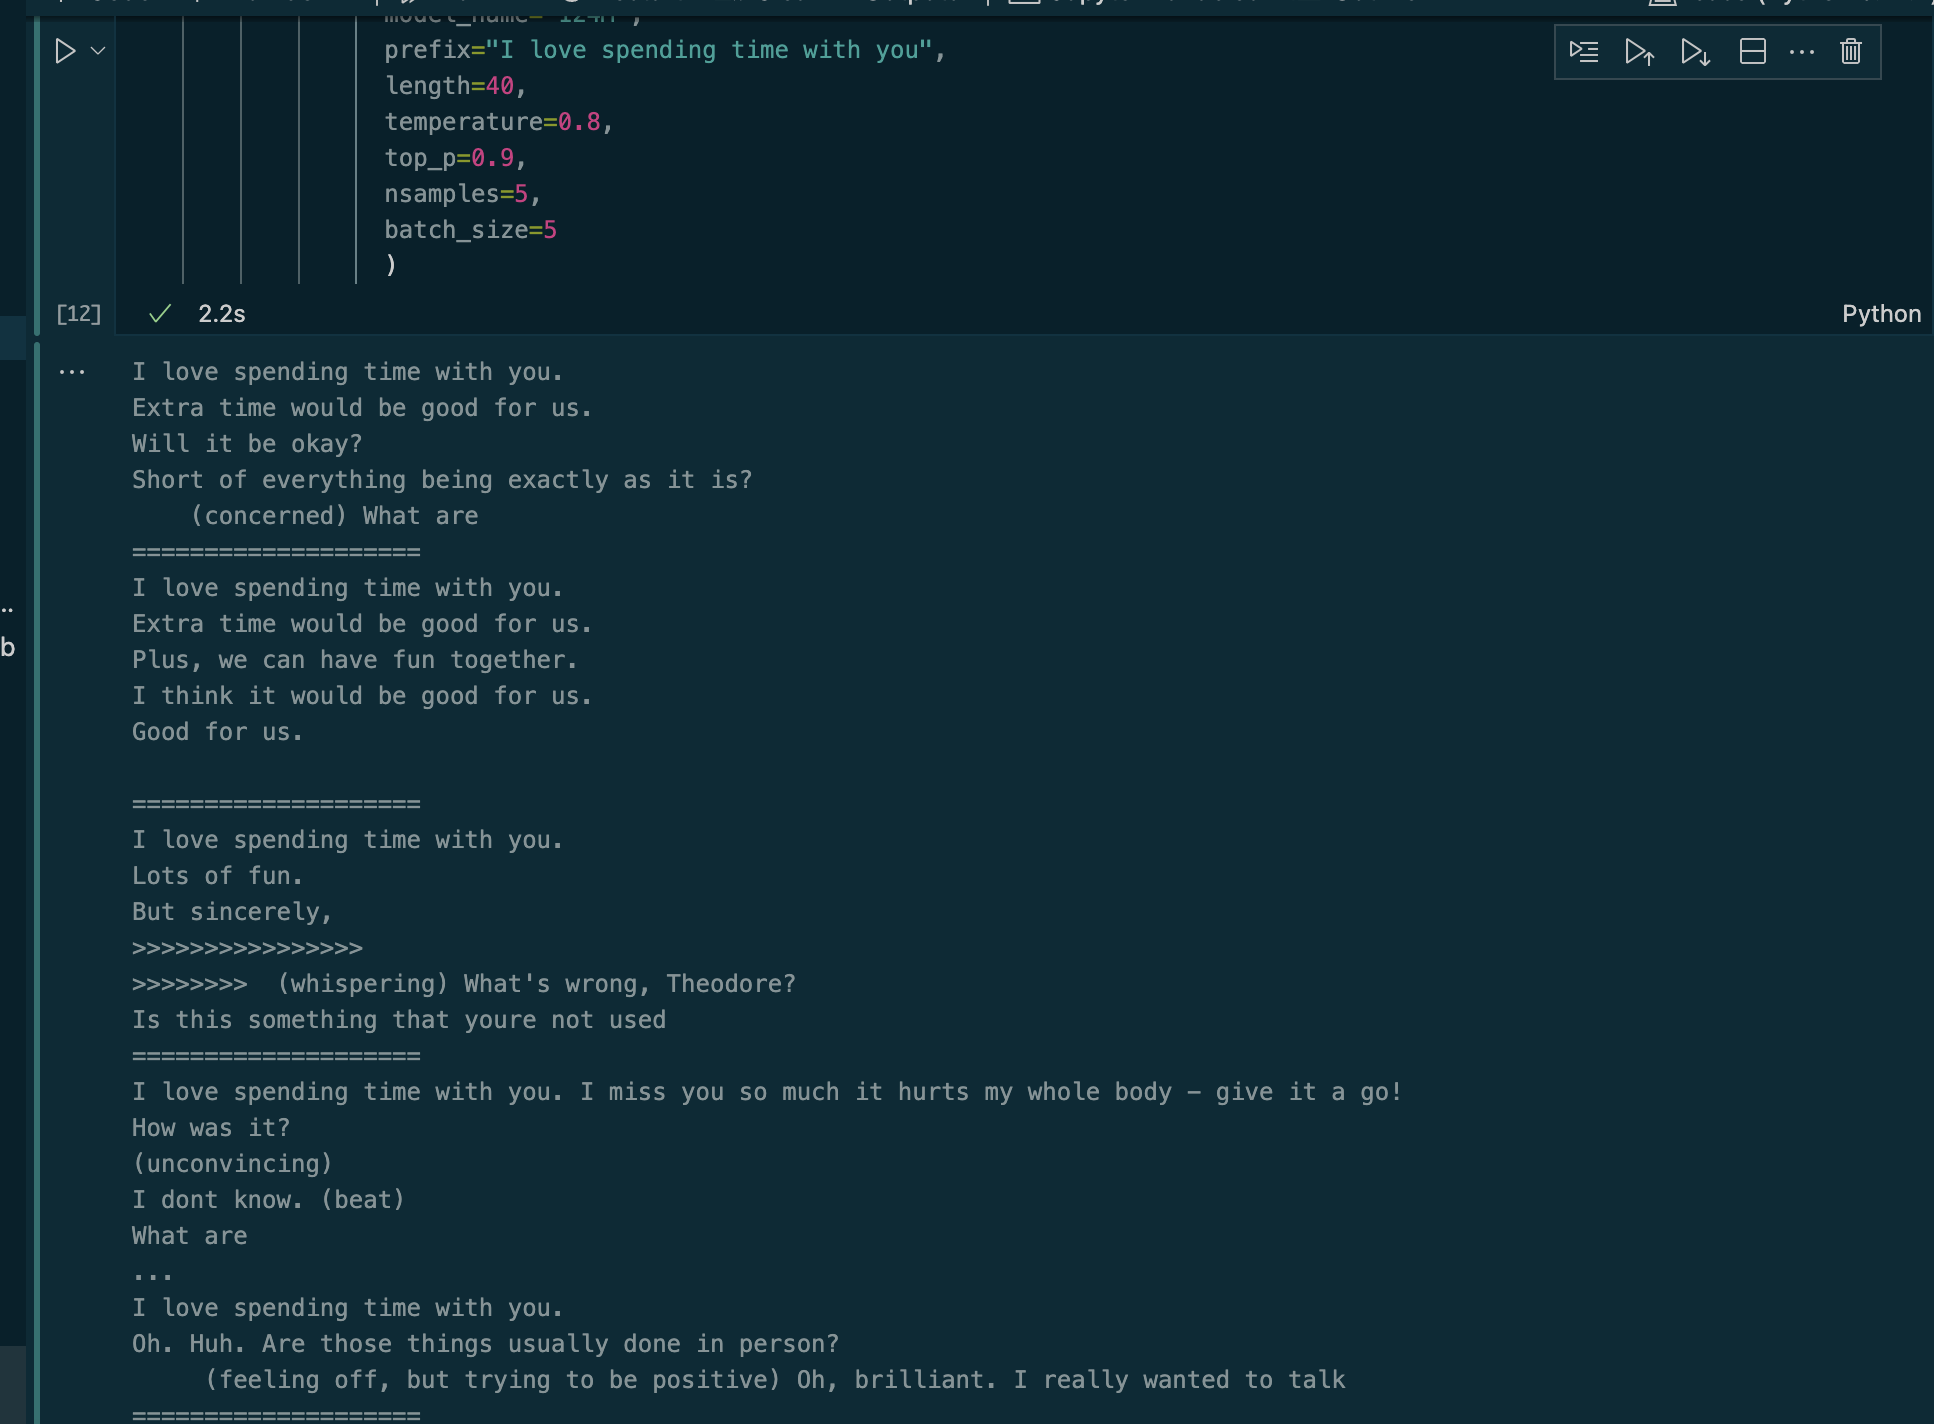 model_name="124M",
prefix="I love spending time with you",
length=40,
temperature=0.8,
top_p=0.9,
nsamples=5,
batch_size=5
)
[12]
2.2s
Python
...
I love spending time with you.
Extra time would be good for us.
Will it be okay?
Short of everything being exactly as it is?
(concerned) What are
====================
I love spending time with you.
Extra time would be good for us.
Plus, we can have fun together.
I think it would be good for us.
Good for us.
====================
I love spending time with you.
Lots of fun.
But sincerely,
>>>>>>>>>>>>>>>>
>>>>>>>>  (whispering) What's wrong, Theodore?
Is this something that youre not used
====================
I love spending time with you. I miss you so much it hurts my whole body – give it a go!
How was it?
(unconvincing)
I dont know. (beat)
What are
...
I love spending time with you.
Oh. Huh. Are those things usually done in person?
(feeling off, but trying to be positive) Oh, brilliant. I really wanted to talk
====================
b